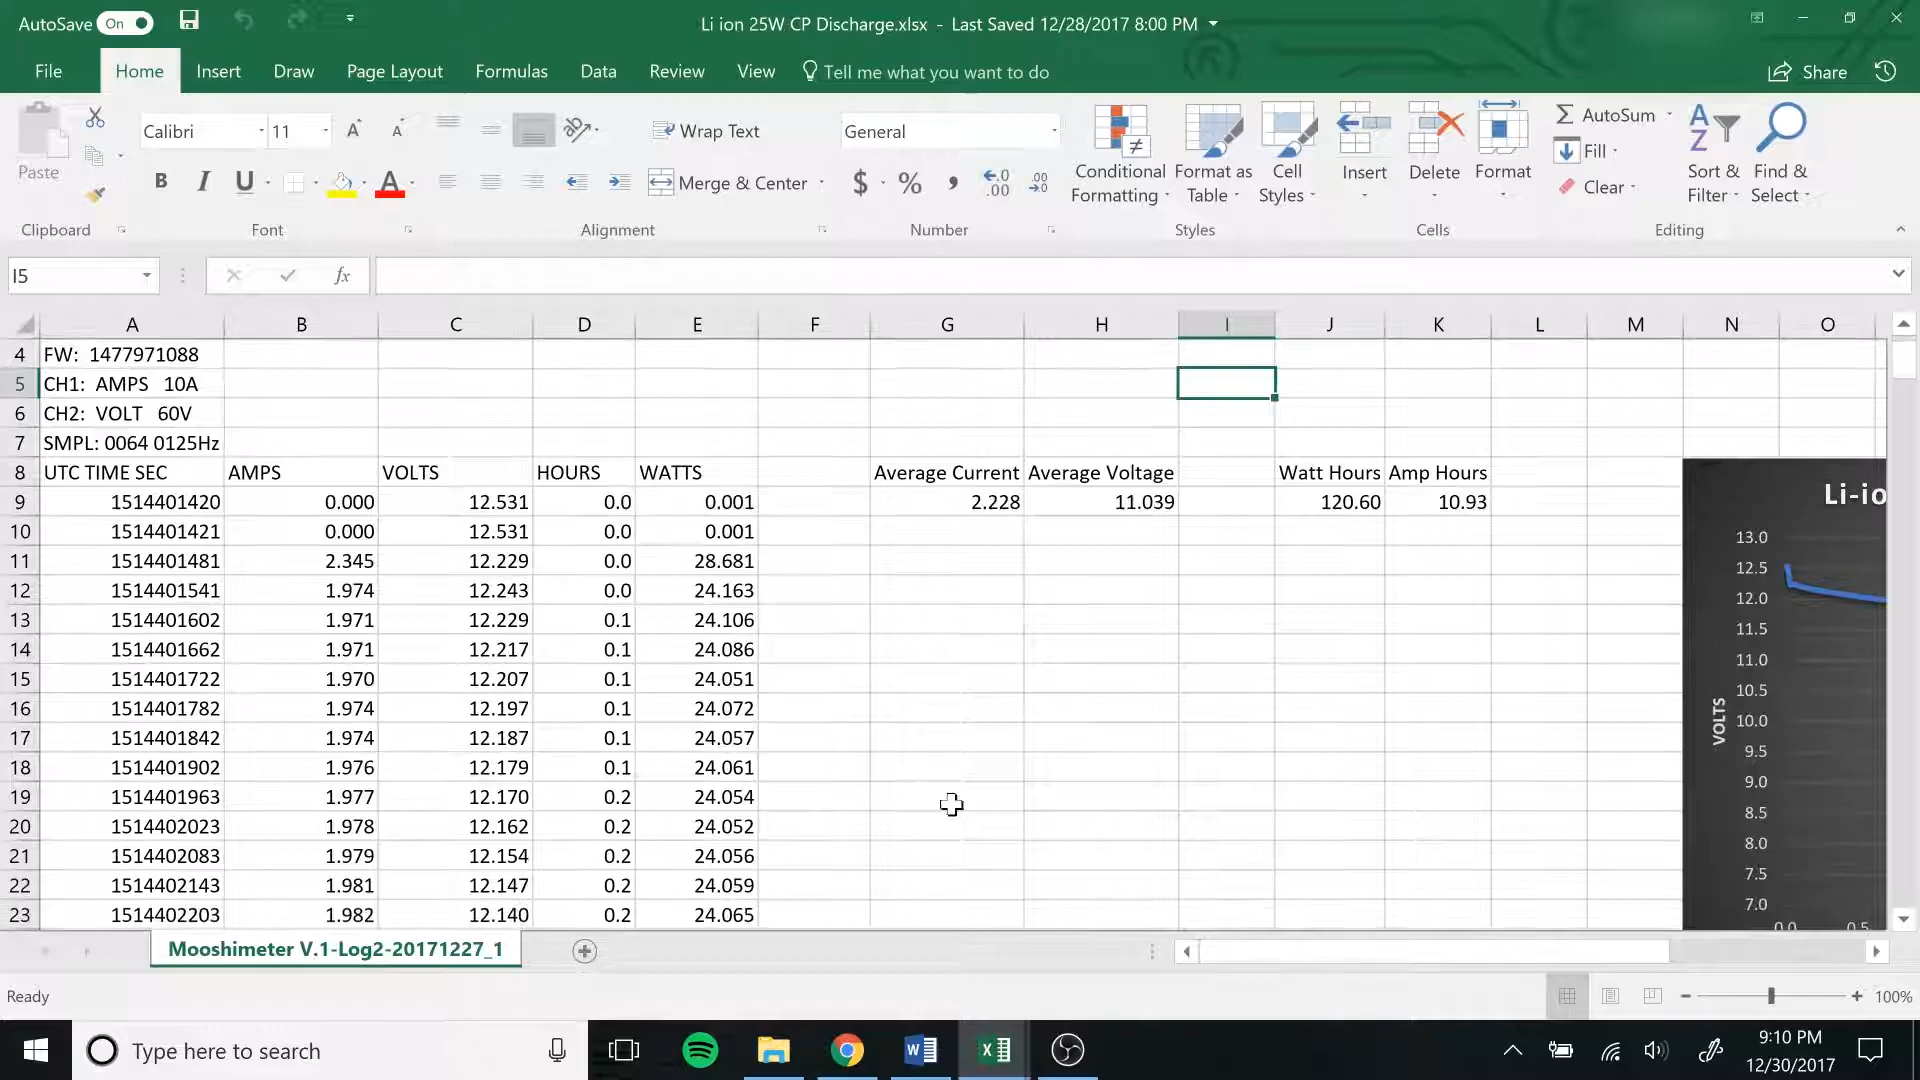 AutoSave On Li ion 25W CP Discharge.xlsx - Last Saved 12/28/2017 8:00 PM
File Home Insert Draw Page Layout Formulas Data Review View Tell me what you want to do Share
Paste Calibri 11 A A Wrap Text General Conditional Formatting Format as Table Cell Styles Insert Delete Format AutoSum Fill Clear Sort & Filter Find & Select
B I U A Merge & Center $ % ,
Clipboard Font Alignment Number Styles Cells Editing
I5 fx
A B C D E F G H I J K L M N O
4 FW: 1477971088
5 CH1: AMPS 10A
6 CH2: VOLT 60V
7 SMPL: 0064 0125Hz
8 UTC TIME SEC AMPS VOLTS HOURS WATTS Average Current Average Voltage Watt Hours Amp Hours
9 1514401420 0.000 12.531 0.0 0.001 2.228 11.039 120.60 10.93
10 1514401421 0.000 12.531 0.0 0.001
11 1514401481 2.345 12.229 0.0 28.681
12 1514401541 1.974 12.243 0.0 24.163
13 1514401602 1.971 12.229 0.1 24.106
14 1514401662 1.971 12.217 0.1 24.086
15 1514401722 1.970 12.207 0.1 24.051
16 1514401782 1.974 12.197 0.1 24.072
17 1514401842 1.974 12.187 0.1 24.057
18 1514401902 1.976 12.179 0.1 24.061
19 1514401963 1.977 12.170 0.2 24.054
20 1514402023 1.978 12.162 0.2 24.052
21 1514402083 1.979 12.154 0.2 24.056
22 1514402143 1.981 12.147 0.2 24.059
23 1514402203 1.982 12.140 0.2 24.065
Li-io
VOLTS
13.0
12.5
12.0
11.5
11.0
10.5
10.0
9.5
9.0
8.5
8.0
7.5
7.0
0.0 0.5
Mooshimeter V.1-Log2-20171227_1
Ready 100%
Type here to search
9:10 PM
12/30/2017